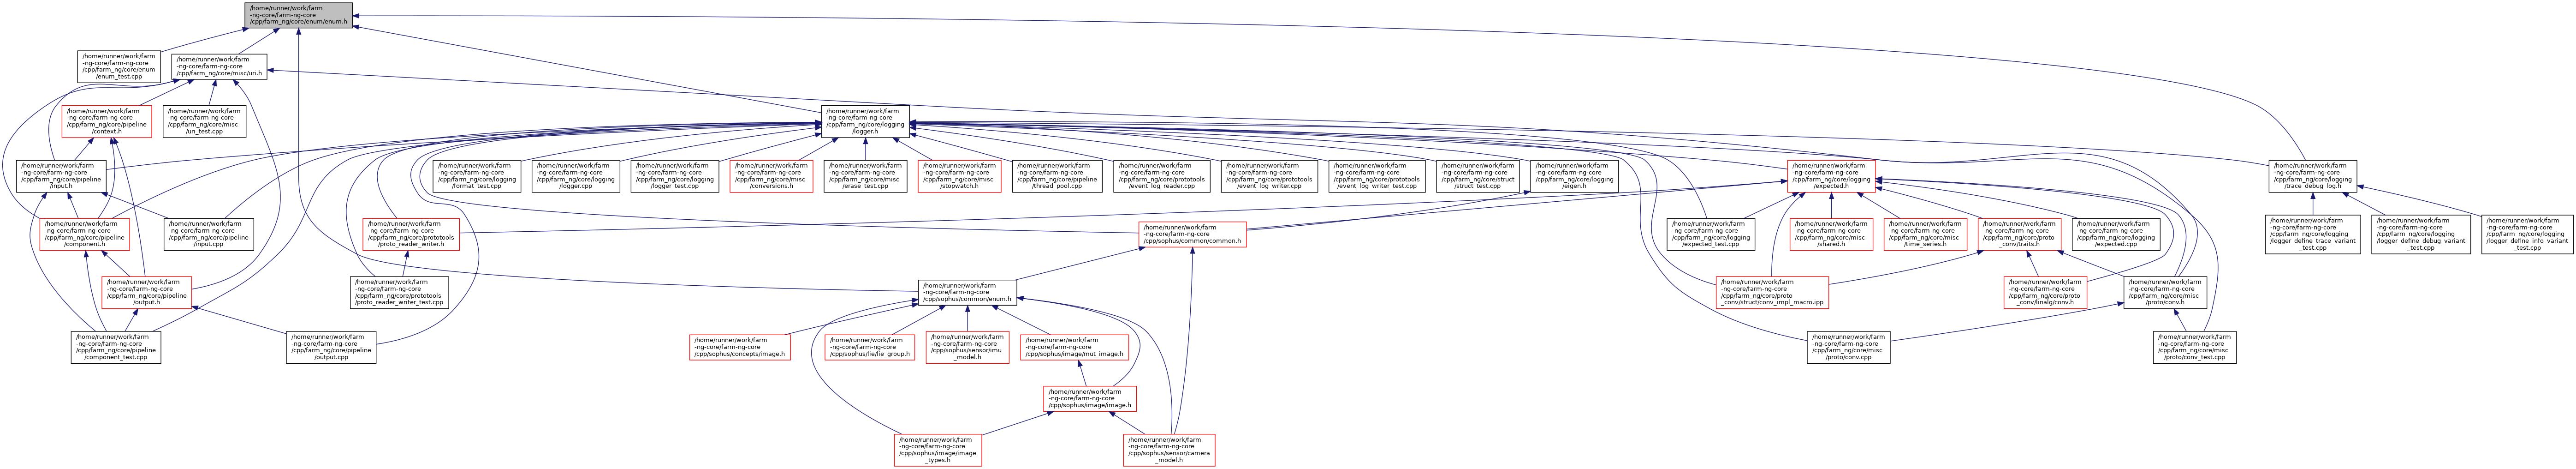 /home/runner/work/farm
-ng-core/farm-ng-core
/cpp/farm_ng/core/enum/enum.h
/home/runner/work/farm
-ng-core/farm-ng-core
/cpp/farm_ng/core/enum
/enum_test.cpp
/home/runner/work/farm
-ng-core/farm-ng-core
/cpp/farm_ng/core/misc/uri.h
/home/runner/work/farm
-ng-core/farm-ng-core
/cpp/farm_ng/core/pipeline
/context.h
/home/runner/work/farm
-ng-core/farm-ng-core
/cpp/farm_ng/core/misc
/uri_test.cpp
/home/runner/work/farm
-ng-core/farm-ng-core
/cpp/farm_ng/core/logging
/logger.h
/home/runner/work/farm
-ng-core/farm-ng-core
/cpp/farm_ng/core/pipeline
/input.h
/home/runner/work/farm
-ng-core/farm-ng-core
/cpp/farm_ng/core/logging
/format_test.cpp
/home/runner/work/farm
-ng-core/farm-ng-core
/cpp/farm_ng/core/logging
/logger.cpp
/home/runner/work/farm
-ng-core/farm-ng-core
/cpp/farm_ng/core/logging
/logger_test.cpp
/home/runner/work/farm
-ng-core/farm-ng-core
/cpp/farm_ng/core/misc
/conversions.h
/home/runner/work/farm
-ng-core/farm-ng-core
/cpp/farm_ng/core/misc
/erase_test.cpp
/home/runner/work/farm
-ng-core/farm-ng-core
/cpp/farm_ng/core/misc
/stopwatch.h
/home/runner/work/farm
-ng-core/farm-ng-core
/cpp/farm_ng/core/pipeline
/thread_pool.cpp
/home/runner/work/farm
-ng-core/farm-ng-core
/cpp/farm_ng/core/prototools
/event_log_reader.cpp
/home/runner/work/farm
-ng-core/farm-ng-core
/cpp/farm_ng/core/prototools
/event_log_writer.cpp
/home/runner/work/farm
-ng-core/farm-ng-core
/cpp/farm_ng/core/prototools
/event_log_writer_test.cpp
/home/runner/work/farm
-ng-core/farm-ng-core
/cpp/farm_ng/core/struct
/struct_test.cpp
/home/runner/work/farm
-ng-core/farm-ng-core
/cpp/farm_ng/core/logging
/eigen.h
/home/runner/work/farm
-ng-core/farm-ng-core
/cpp/farm_ng/core/logging
/expected.h
/home/runner/work/farm
-ng-core/farm-ng-core
/cpp/farm_ng/core/logging
/trace_debug_log.h
/home/runner/work/farm
-ng-core/farm-ng-core
/cpp/farm_ng/core/pipeline
/component.h
/home/runner/work/farm
-ng-core/farm-ng-core
/cpp/farm_ng/core/pipeline
/input.cpp
/home/runner/work/farm
-ng-core/farm-ng-core
/cpp/farm_ng/core/prototools
/proto_reader_writer.h
/home/runner/work/farm
-ng-core/farm-ng-core
/cpp/sophus/common/common.h
/home/runner/work/farm
-ng-core/farm-ng-core
/cpp/farm_ng/core/logging
/expected_test.cpp
/home/runner/work/farm
-ng-core/farm-ng-core
/cpp/farm_ng/core/misc
/shared.h
/home/runner/work/farm
-ng-core/farm-ng-core
/cpp/farm_ng/core/misc
/time_series.h
/home/runner/work/farm
-ng-core/farm-ng-core
/cpp/farm_ng/core/proto
_conv/traits.h
/home/runner/work/farm
-ng-core/farm-ng-core
/cpp/farm_ng/core/logging
/expected.cpp
/home/runner/work/farm
-ng-core/farm-ng-core
/cpp/farm_ng/core/logging
/logger_define_trace_variant
_test.cpp
/home/runner/work/farm
-ng-core/farm-ng-core
/cpp/farm_ng/core/logging
/logger_define_debug_variant
_test.cpp
/home/runner/work/farm
-ng-core/farm-ng-core
/cpp/farm_ng/core/logging
/logger_define_info_variant
_test.cpp
/home/runner/work/farm
-ng-core/farm-ng-core
/cpp/farm_ng/core/pipeline
/output.h
/home/runner/work/farm
-ng-core/farm-ng-core
/cpp/farm_ng/core/prototools
/proto_reader_writer_test.cpp
/home/runner/work/farm
-ng-core/farm-ng-core
/cpp/sophus/common/enum.h
/home/runner/work/farm
-ng-core/farm-ng-core
/cpp/farm_ng/core/proto
_conv/struct/conv_impl_macro.ipp
/home/runner/work/farm
-ng-core/farm-ng-core
/cpp/farm_ng/core/proto
_conv/linalg/conv.h
/home/runner/work/farm
-ng-core/farm-ng-core
/cpp/farm_ng/core/misc
/proto/conv.h
/home/runner/work/farm
-ng-core/farm-ng-core
/cpp/farm_ng/core/pipeline
/component_test.cpp
/home/runner/work/farm
-ng-core/farm-ng-core
/cpp/farm_ng/core/pipeline
/output.cpp
/home/runner/work/farm
-ng-core/farm-ng-core
/cpp/sophus/concepts/image.h
/home/runner/work/farm
-ng-core/farm-ng-core
/cpp/sophus/lie/lie_group.h
/home/runner/work/farm
-ng-core/farm-ng-core
/cpp/sophus/sensor/imu
_model.h
/home/runner/work/farm
-ng-core/farm-ng-core
/cpp/sophus/image/mut_image.h
/home/runner/work/farm
-ng-core/farm-ng-core
/cpp/farm_ng/core/misc
/proto/conv.cpp
/home/runner/work/farm
-ng-core/farm-ng-core
/cpp/farm_ng/core/misc
/proto/conv_test.cpp
/home/runner/work/farm
-ng-core/farm-ng-core
/cpp/sophus/image/image.h
/home/runner/work/farm
-ng-core/farm-ng-core
/cpp/sophus/image/image
_types.h
/home/runner/work/farm
-ng-core/farm-ng-core
/cpp/sophus/sensor/camera
_model.h